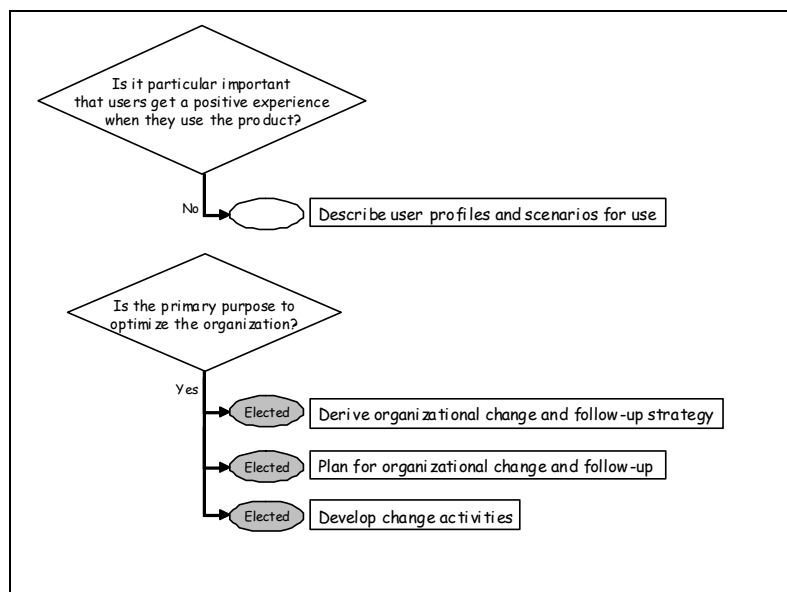 Is it particular important
that users get a positive experience
when they use the product?
No
Describe user profiles and scenarios for use
Is the primary purpose to
optimize the organization?
Yes
Elected
Derive organizational change and follow-up strategy
Elected
Plan for organizational change and follow-up
Elected
Develop change activities